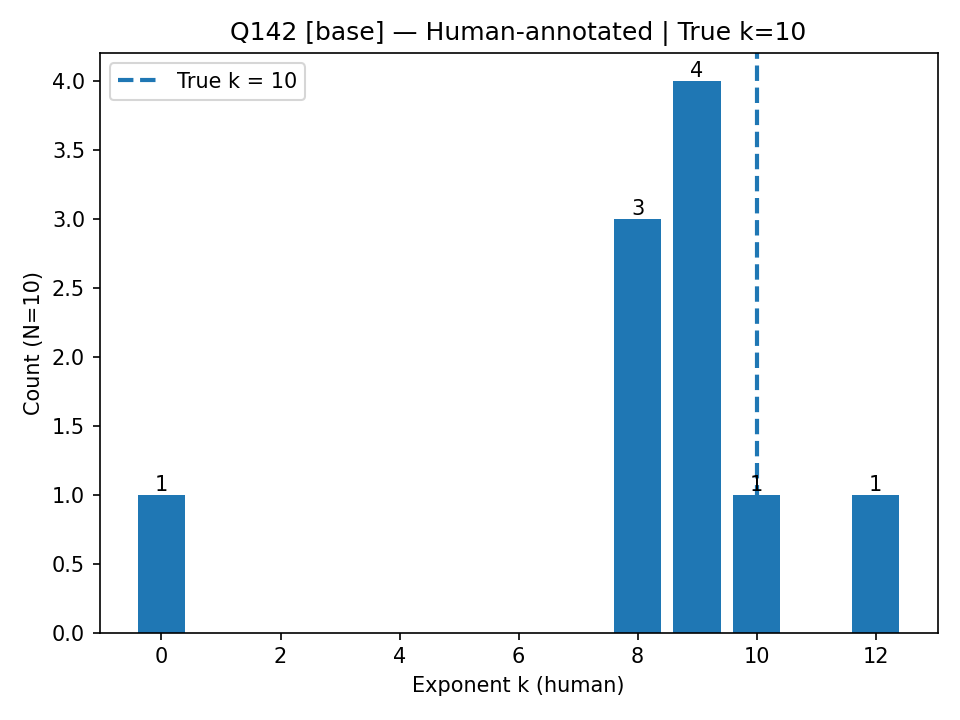 Q142 [base] — Human-annotated | True k=10
True k = 10
4.0
3.5
3.0
2.5
2.0
1.5
1.0
0.5
0.0
Count (N=10)
1
3
4
1
1
0 2 4 6 8 10 12
Exponent k (human)